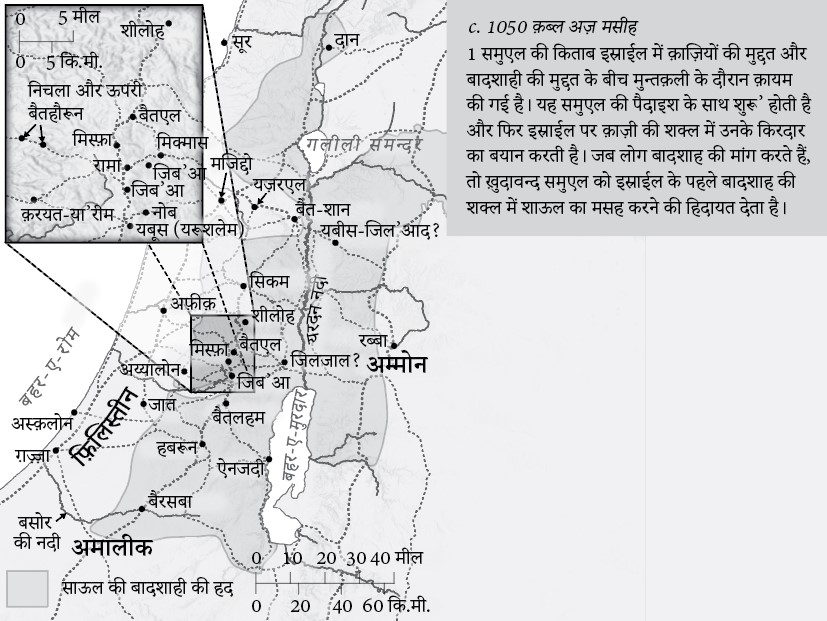 c. 1050 क़ब्ल अज़ मसीह
1 समुएल की किताब इस्राईल में क़ाज़ियों की मुद्दत और
बादशाही की मुद्दत के बीच मुन्तक़ली के दौरान क़ायम
की गई है। यह समुएल की पैदाइश के साथ शुरू’ होती है
और फिर इस्राईल पर क़ाज़ी की शक्ल में उनके किरदार
का बयान करती है। जब लोग बादशाह की मांग करते हैं,
तो ख़ुदावन्द समुएल को इस्राईल के पहले बादशाह की
शक्ल में शाऊल का मसह करने की हिदायत देता है।
0 5 मील
0 5 कि.मी.
शीलोह
निचला और ऊपरी
बैतहौरून
बैतएल
मिस्फ़ा
मिक्मास
रामा
जिब’आ
जिब’आ
क़रयत-या’रीम
नोब
यबूस (यरूशलेम)
सूर
दान
गलीली समन्दर
मजिद्दो
यज़रएल
बैत-शान
यबीस-जिल’आद?
सिकम
अफ़ीक़
शीलोह
यरदन नदी
बहर-ए-रोम
मिस्फ़ा
बैतएल
रब्बा
अम्मोन
अय्यालोन
जिलजाल?
जिब’आ
जात
बैतलहम
अस्क़लोन
फ़िलिस्तीन
बहर-ए-मुरदार
गज़्ज़ा
हबरून
ऐनजदी
बैरसबा
बसोर
की नदी
अमालीक
साऊल की बादशाही की हद
0 10 20 30 40 मील
0 20 40 60 कि.मी.